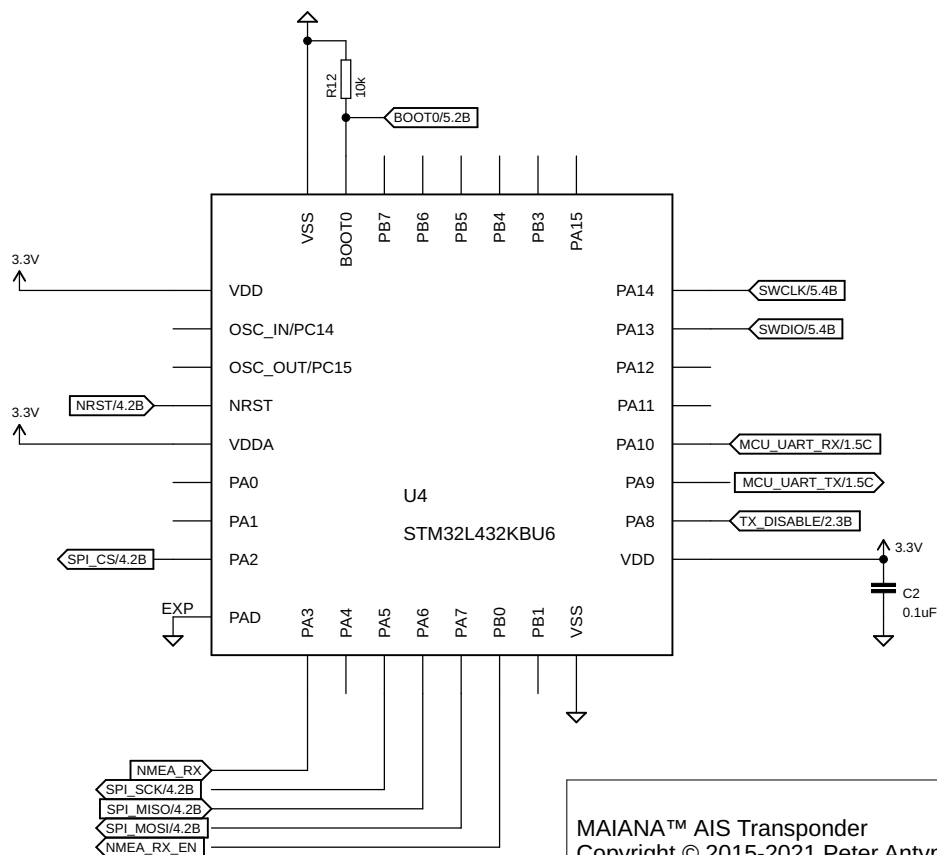 R12
10k
BOOT0/5.2B
VSS
BOOT0
PB7
PB6
PB5
PB4
PB3
PA15
3.3V
VDD
OSC_IN/PC14
OSC_OUT/PC15
NRST/4.2B
NRST
3.3V
VDDA
PA0
PA1
SPI_CS/4.2B
PA2
EXP
PAD
U4
STM32L432KBU6
PA14
SWCLK/5.4B
PA13
SWDIO/5.4B
PA12
PA11
PA10
MCU_UART_RX/1.5C
PA9
MCU_UART_TX/1.5C
PA8
TX_DISABLE/2.3B
VDD
3.3V
C2
0.1uF
PA3
PA4
PA5
PA6
PA7
PB0
PB1
VSS
NMEA_RX
SPI_SCK/4.2B
SPI_MISO/4.2B
SPI_MOSI/4.2B
NMEA_RX_EN
MAIANA™ AIS Transponder
Copyright © 2015-2021 Peter